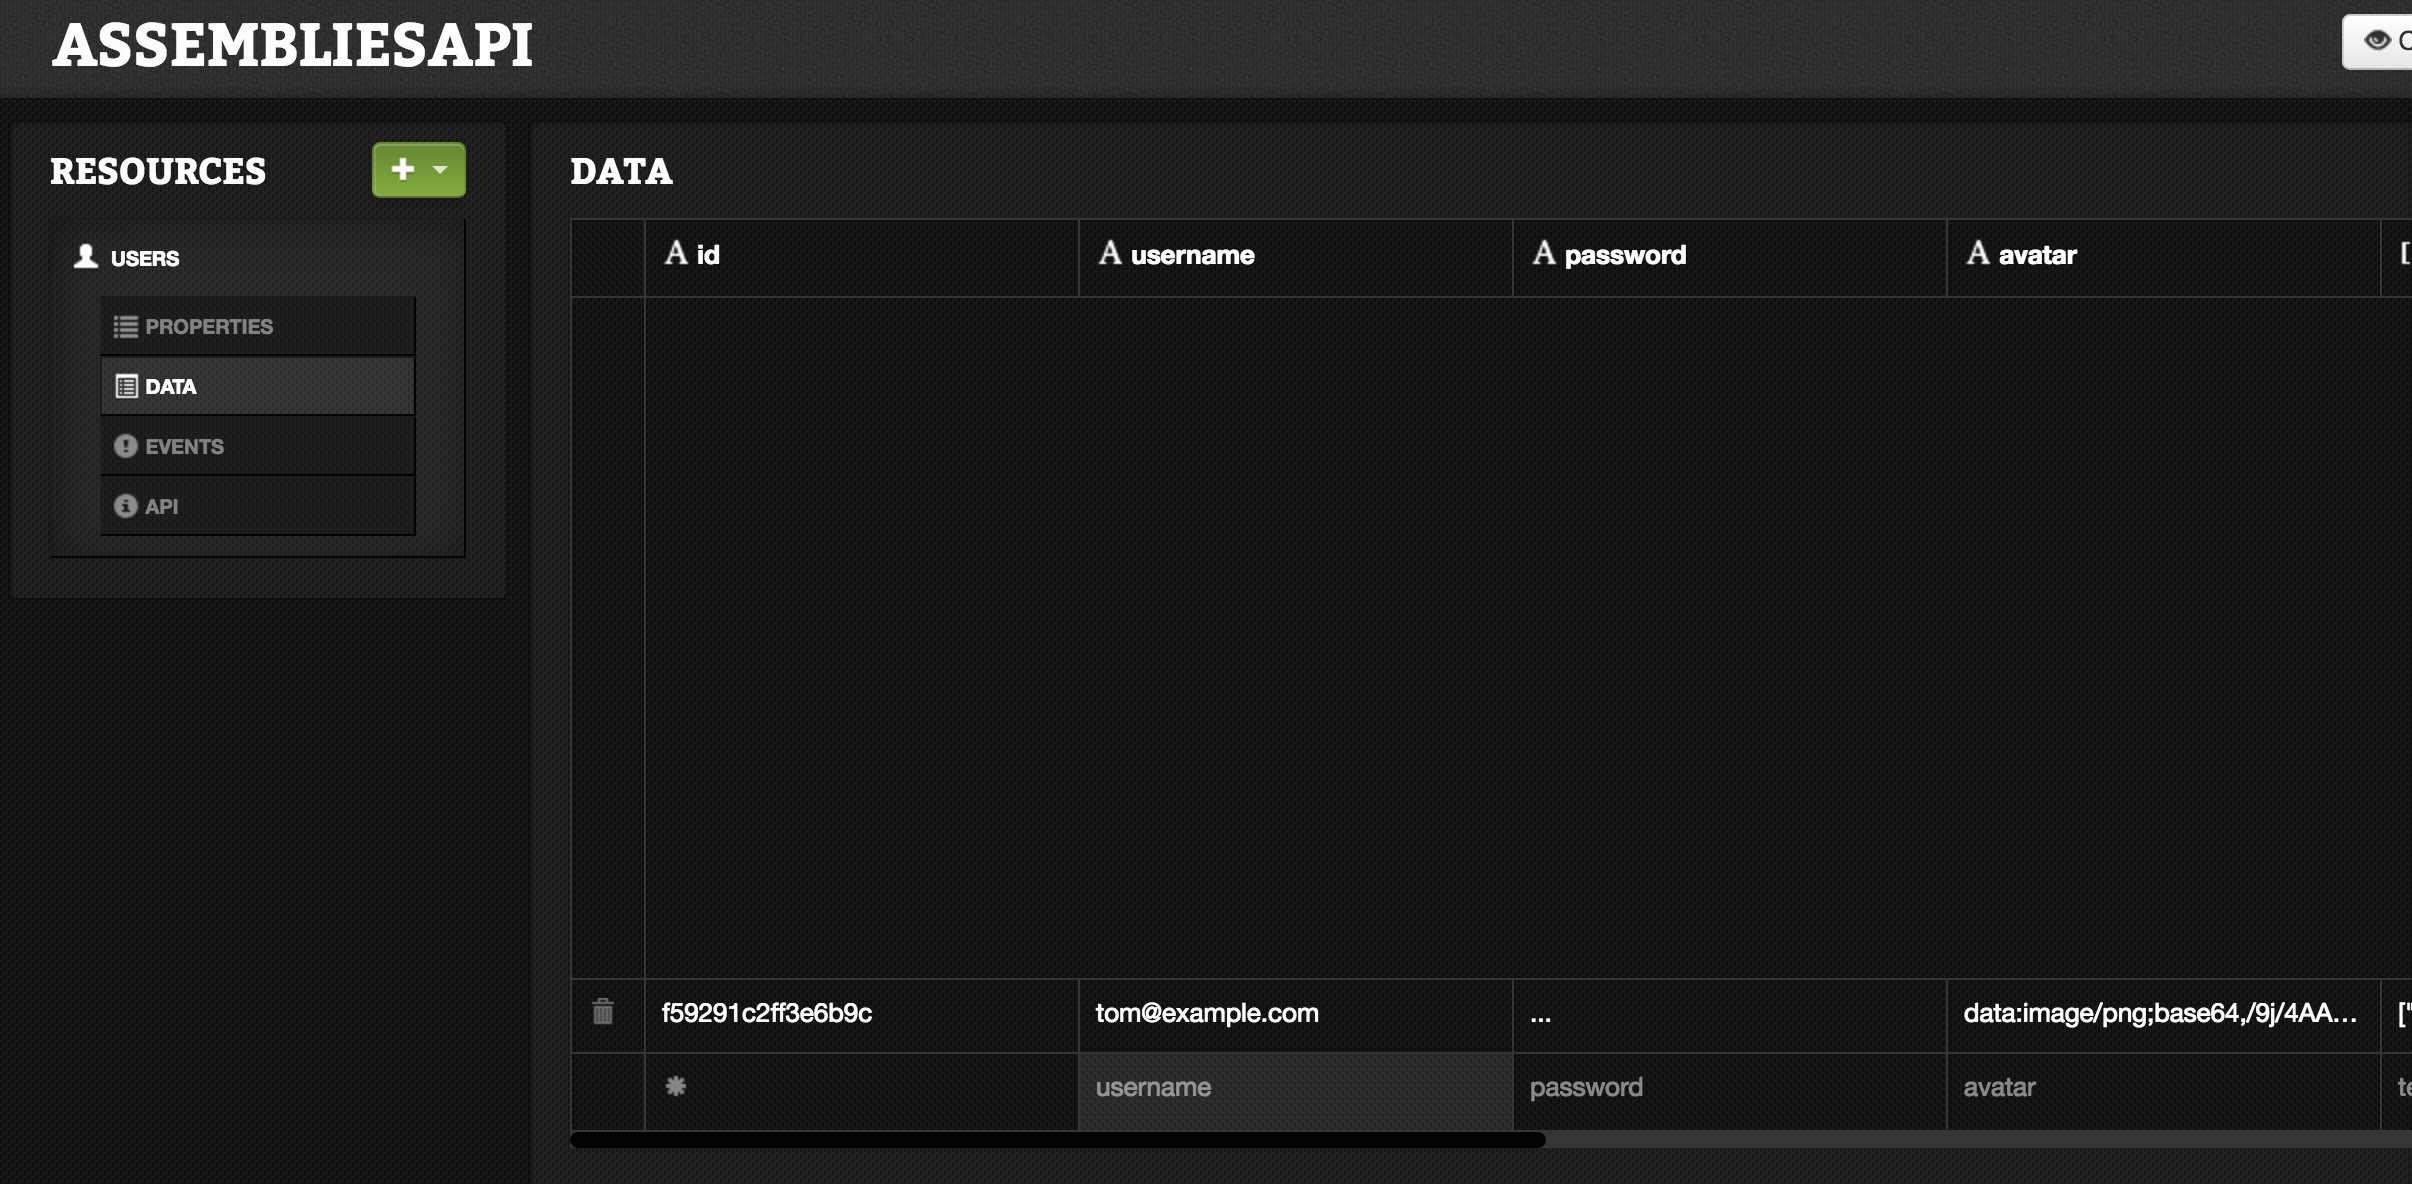 ASSEMBLIESAPI
RESOURCES
USERS
PROPERTIES
DATA
EVENTS
API
DATA
id
username
password
avatar
[
f59291c2ff3e6b9c
tom@example.com
...
data:image/png;base64,/9j/4AA...
["
username
password
avatar